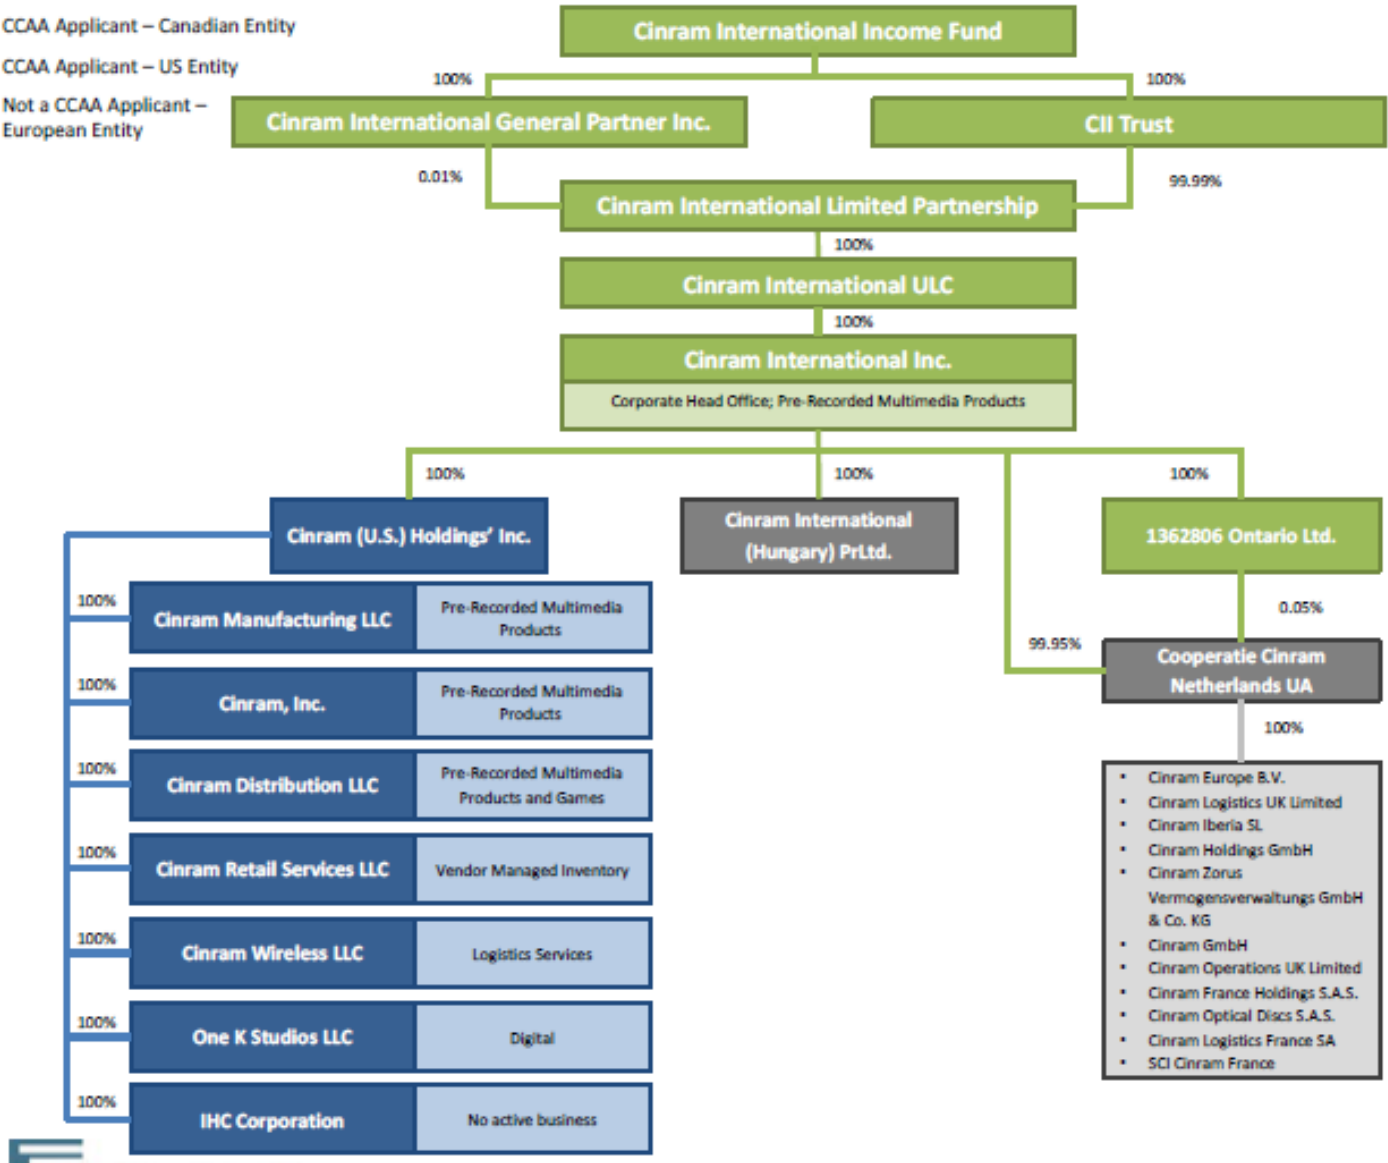 CCAA Applicant – Canadian Entity
CCAA Applicant – US Entity
Not a CCAA Applicant –
European Entity
Cinram International Income Fund
100%
100%
Cinram International General Partner Inc.
CII Trust
0.01%
99.99%
Cinram International Limited Partnership
100%
Cinram International ULC
100%
Cinram International Inc.
Corporate Head Office; Pre-Recorded Multimedia Products
100%
100%
100%
Cinram (U.S.) Holdings' Inc.
Cinram International
(Hungary) PrLtd.
1362806 Ontario Ltd.
0.05%
99.95%
Cooperatie Cinram
Netherlands UA
100%
100%
Cinram Manufacturing LLC
Pre-Recorded Multimedia
Products
100%
Cinram, Inc.
Pre-Recorded Multimedia
Products
100%
Cinram Distribution LLC
Pre-Recorded Multimedia
Products and Games
100%
Cinram Retail Services LLC
Vendor Managed Inventory
100%
Cinram Wireless LLC
Logistics Services
100%
One K Studios LLC
Digital
100%
IHC Corporation
No active business
▪ Cinram Europe B.V.
▪ Cinram Logistics UK Limited
▪ Cinram Iberia SL
▪ Cinram Holdings GmbH
▪ Cinram Zorus
Vermogensverwaltungs GmbH
& Co. KG
▪ Cinram GmbH
▪ Cinram Operations UK Limited
▪ Cinram France Holdings S.A.S.
▪ Cinram Optical Discs S.A.S.
▪ Cinram Logistics France SA
▪ SCI Cinram France